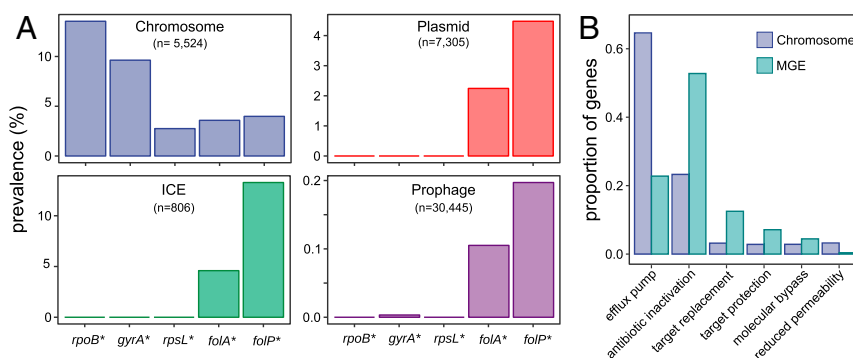 A
B
prevalence (%)
Chromosome
(n= 5,524)
10
5
0
Plasmid
(n=7,305)
4
3
2
1
0
ICE
(n=806)
10
5
0
Prophage
(n=30,445)
0.2
0.1
0.0
rpoB* gyrA* rpsL* folA* folP*
rpoB* gyrA* rpsL* folA* folP*
proportion of genes
0.6
0.4
0.2
0.0
Chromosome
MGE
efflux pump
antibiotic inactivation
target replacement
target protection
molecular bypass
reduced permeability